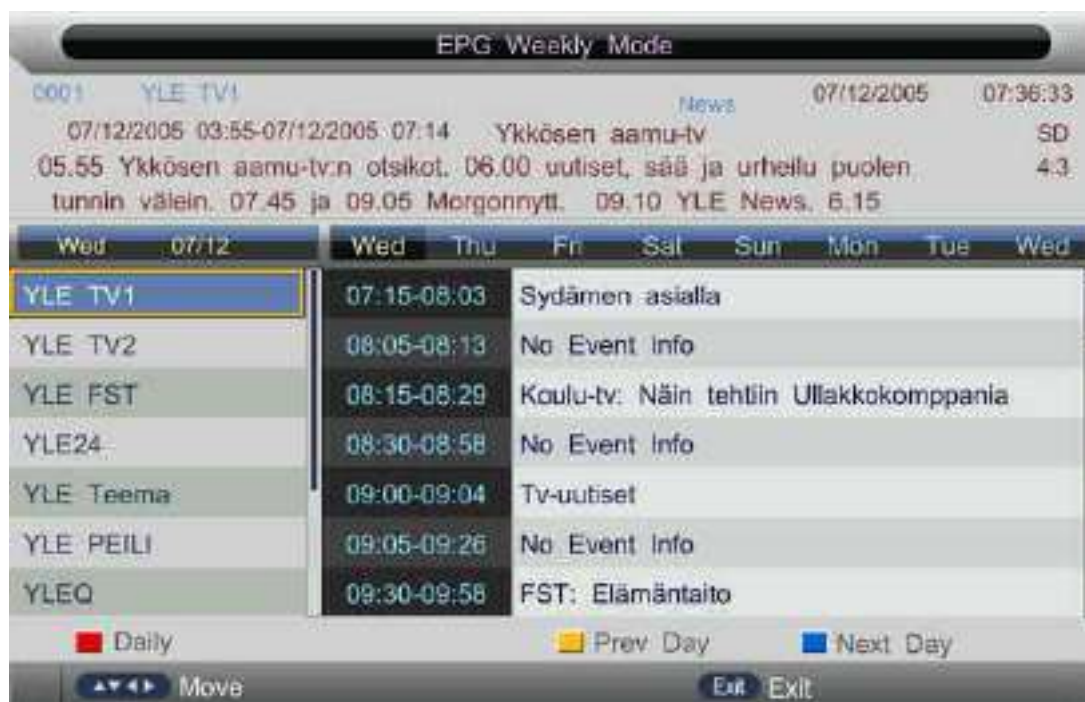 EPG Weekly Mode
0001 YLE TV1 News 07/12/2005 07:36:33
07/12/2005 03:55-07/12/2005 07:14 Ykkösen aamu-tv SD
05.55 Ykkösen aamu-tv:n otsikot. 06.00 uutiset, sää ja urheilu puolen 4:3
tunnin välein. 07.45 ja 09.05 Morgonnytt. 09.10 YLE News. 6.15
Wed 07/12 Wed Thu Fri Sat Sun Mon Tue Wed
YLE TV1 07:15-08:03 Sydämen asialla
YLE TV2 08:05-08:13 No Event Info
YLE FST 08:15-08:29 Koulu-tv: Näin tehtiin Ullakkokomppania
YLE24 08:30-08:58 No Event Info
YLE Teema 09:00-09:04 Tv-uutiset
YLE PEILI 09:05-09:26 No Event Info
YLEQ 09:30-09:58 FST: Elämäntaito
Daily Prev Day Next Day
Move Exit Exit